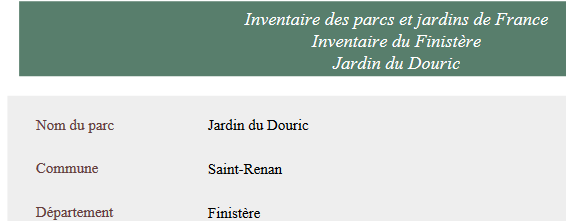 Inventaire des parcs et jardins de France
Inventaire du Finistère
Jardin du Douric
Nom du parc Jardin du Douric
Commune Saint-Renan
Département Finistère